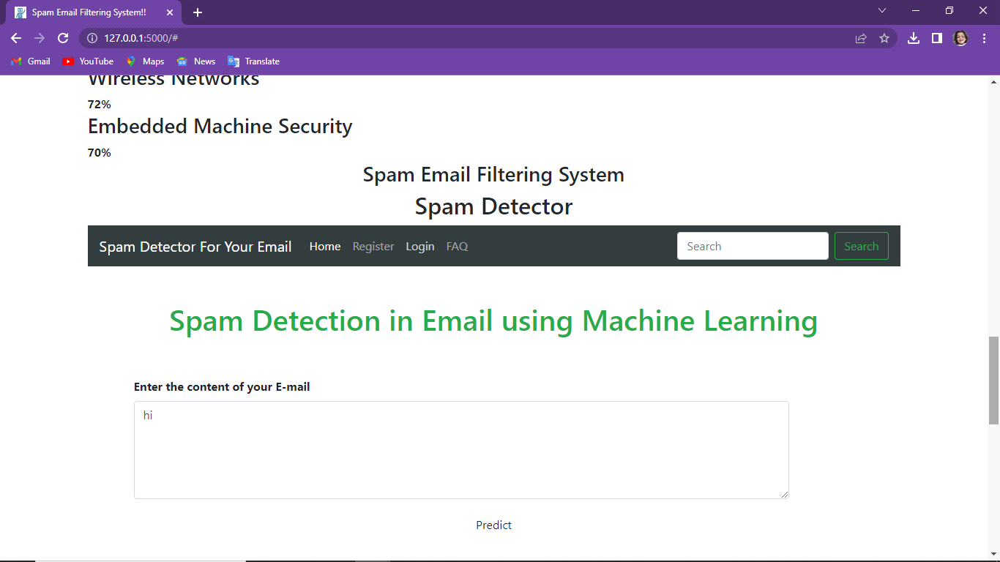 Spam Email Filtering System!!
127.0.0.1:5000/#
Gmail YouTube Maps News Translate
Wireless Networks
72%
Embedded Machine Security
70%
Spam Email Filtering System
Spam Detector
Spam Detector For Your Email Home Register Login FAQ Search Search
Spam Detection in Email using Machine Learning
Enter the content of your E-mail
hi
Predict